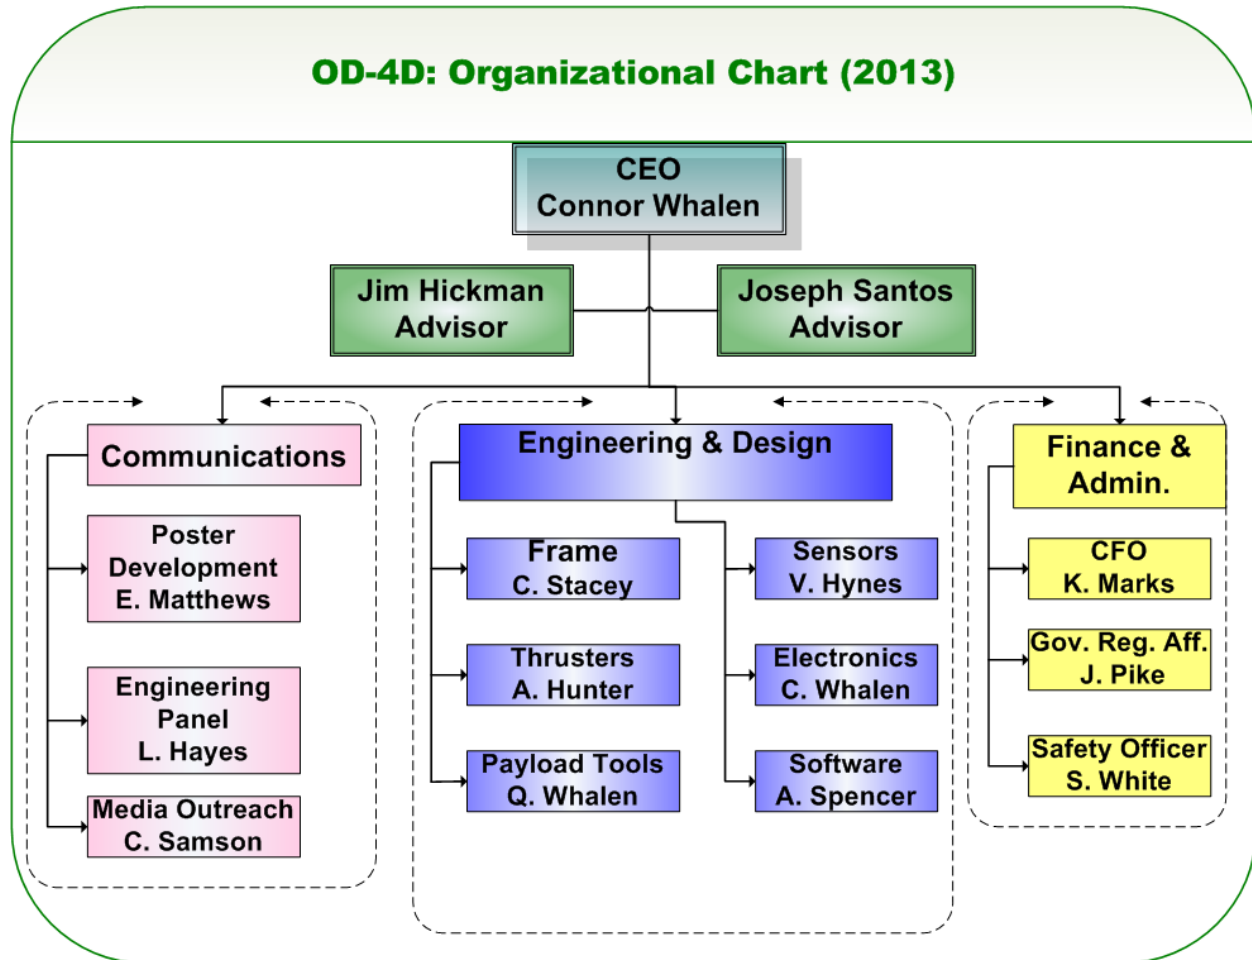 OD-4D: Organizational Chart (2013)
CEO
Connor Whalen
Jim Hickman
Advisor
Joseph Santos
Advisor
Communications
Poster
Development
E. Matthews
Engineering
Panel
L. Hayes
Media Outreach
C. Samson
Engineering & Design
Frame
C. Stacey
Thrusters
A. Hunter
Payload Tools
Q. Whalen
Sensors
V. Hynes
Electronics
C. Whalen
Software
A. Spencer
Finance &
Admin.
CFO
K. Marks
Gov. Reg. Aff.
J. Pike
Safety Officer
S. White